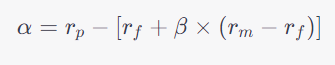 α = r_p − [r_f + β × (r_m − r_f)]